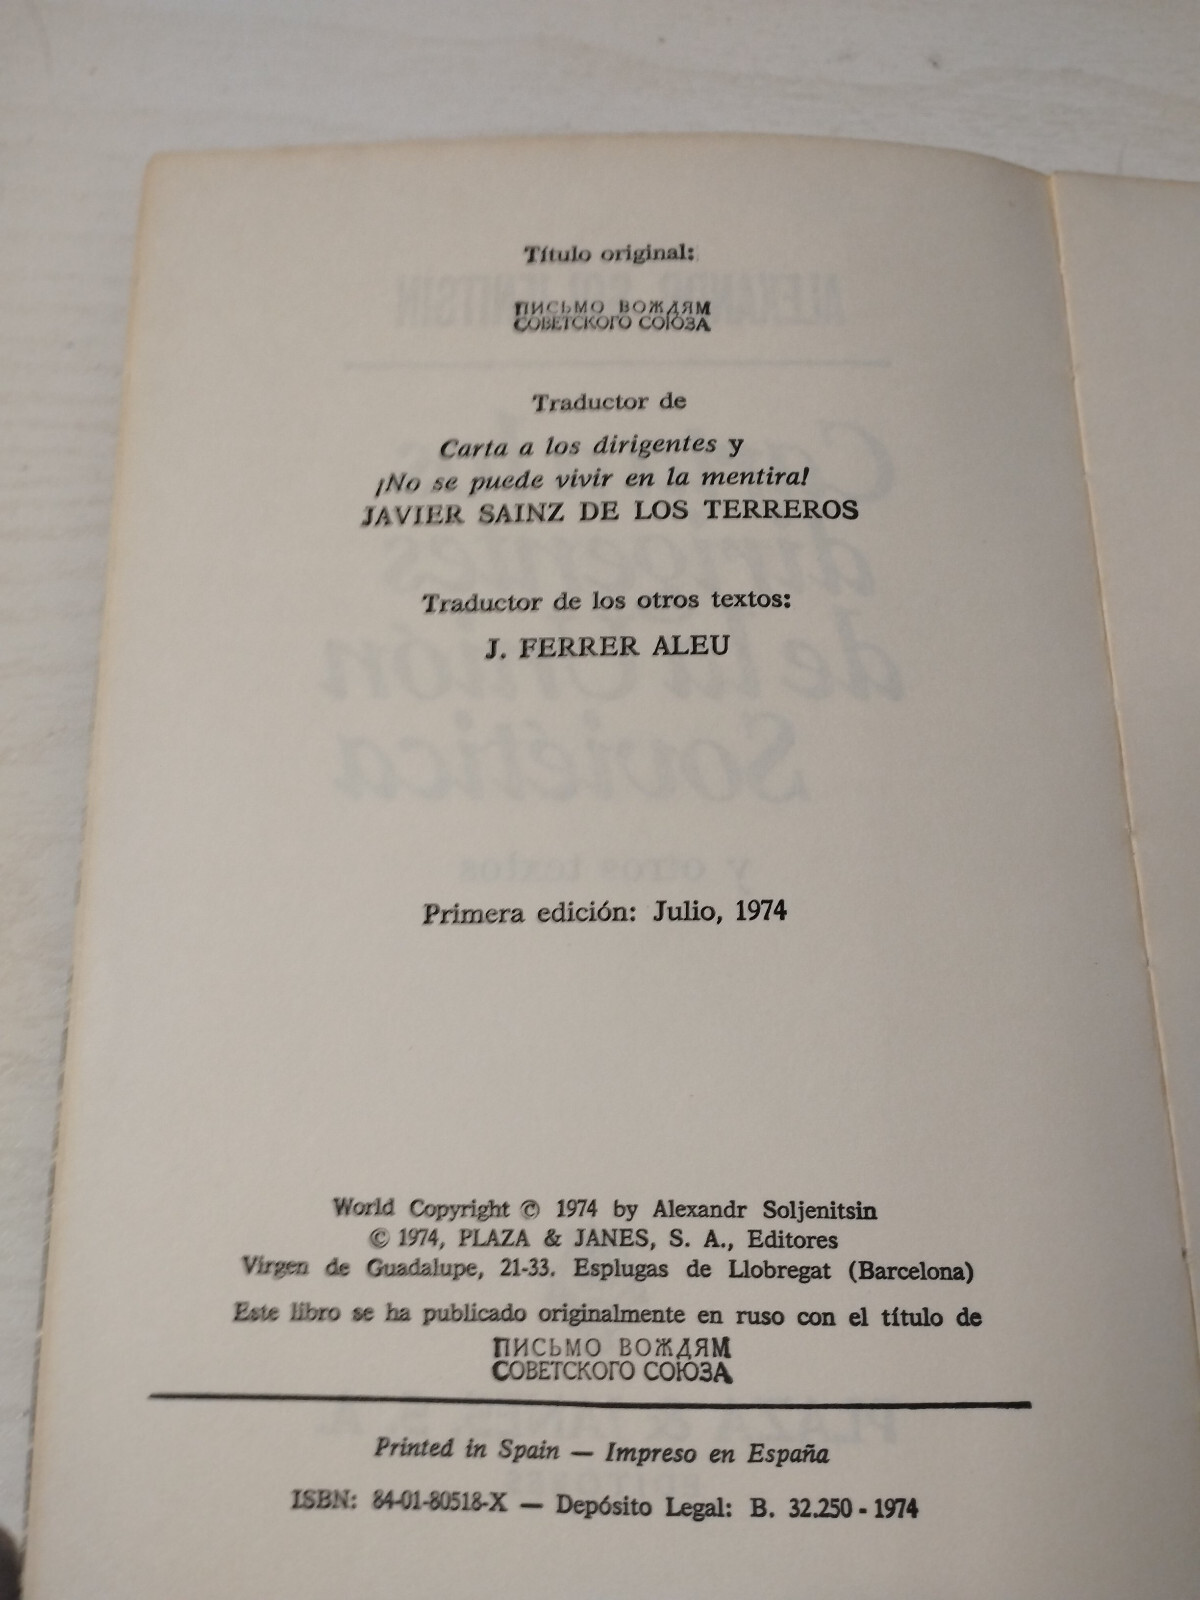 Título original:
ПИСЬМО ВОЖДЯМ
СОВЕТСКОГО СОЮЗА
Traductor de
Carta a los dirigentes y
¡No se puede vivir en la mentira!
JAVIER SAINZ DE LOS TERREROS
Traductor de los otros textos:
J. FERRER ALEU
Primera edición: Julio, 1974
World Copyright © 1974 by Alexandr Soljenitsin
© 1974, PLAZA & JANES, S. A., Editores
Virgen de Guadalupe, 21-33. Esplugas de Llobregat (Barcelona)
Este libro se ha publicado originalmente en ruso con el título de
ПИСЬМО ВОЖДЯМ
СОВЕТСКОГО СОЮЗА
Printed in Spain — Impreso en España
ISBN: 84-01-80518-X — Depósito Legal: B. 32.250 - 1974